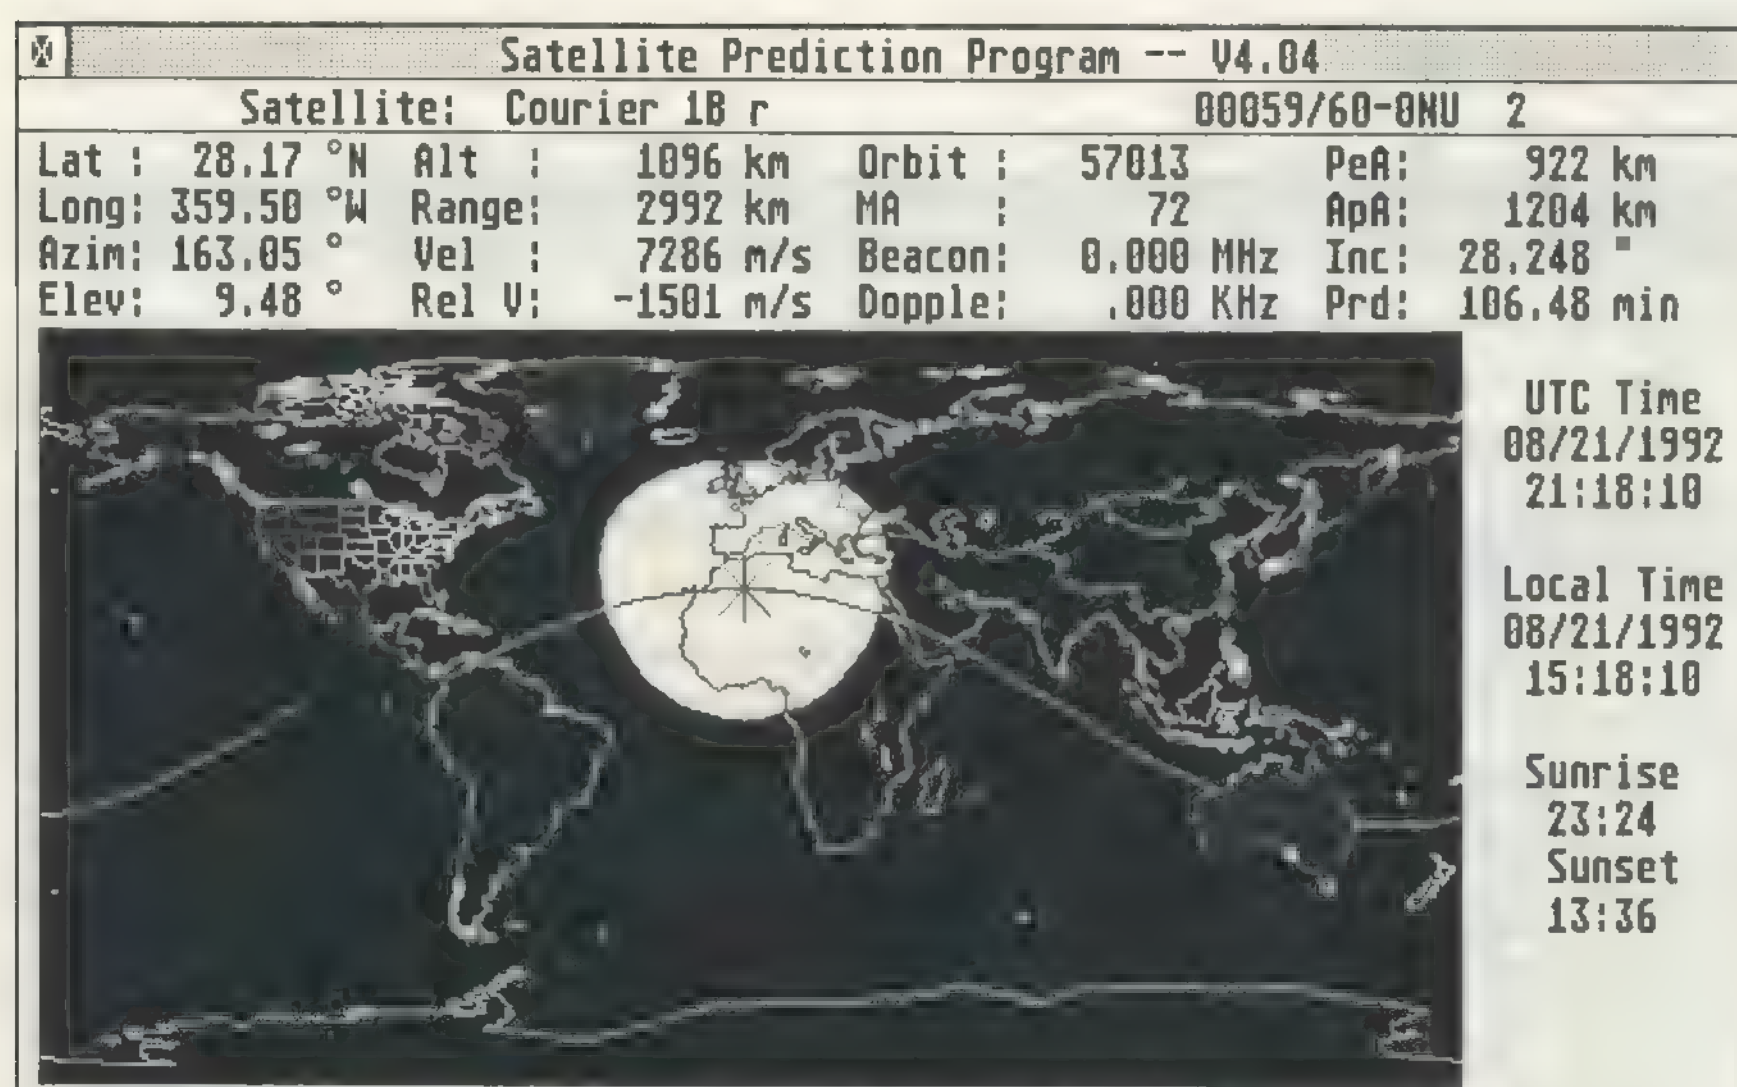 Satellite Prediction Program -- V4.04
Satellite: Courier 1B r 00059/60-0NU 2
Lat : 28.17 °N Alt : 1096 km Orbit : 57013 PeA: 922 km
Long: 359.50 °W Range: 2992 km MA : 72 ApA: 1204 km
Azim: 163.05 ° Vel : 7286 m/s Beacon: 0.000 MHz Inc: 28.248 °
Elev: 9.48 ° Rel V: -1501 m/s Dopple: .000 KHz Prd: 106.48 min
UTC Time
08/21/1992
21:18:10
Local Time
08/21/1992
15:18:10
Sunrise
23:24
Sunset
13:36